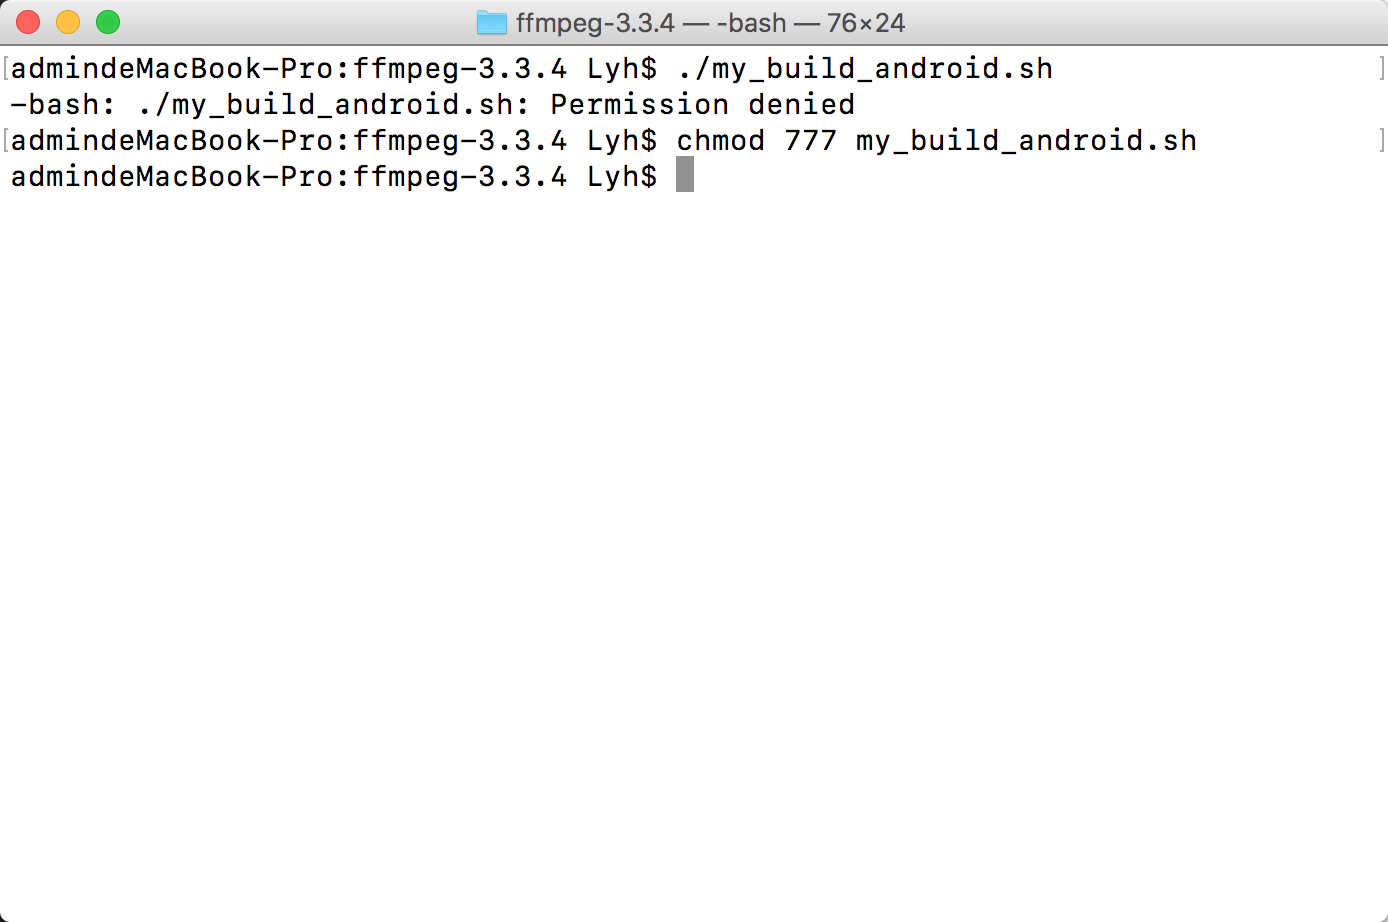 ffmpeg-3.3.4 — -bash — 76×24
[admindeMacBook-Pro:ffmpeg-3.3.4 Lyh$ ./my_build_android.sh ]
-bash: ./my_build_android.sh: Permission denied
[admindeMacBook-Pro:ffmpeg-3.3.4 Lyh$ chmod 777 my_build_android.sh ]
admindeMacBook-Pro:ffmpeg-3.3.4 Lyh$